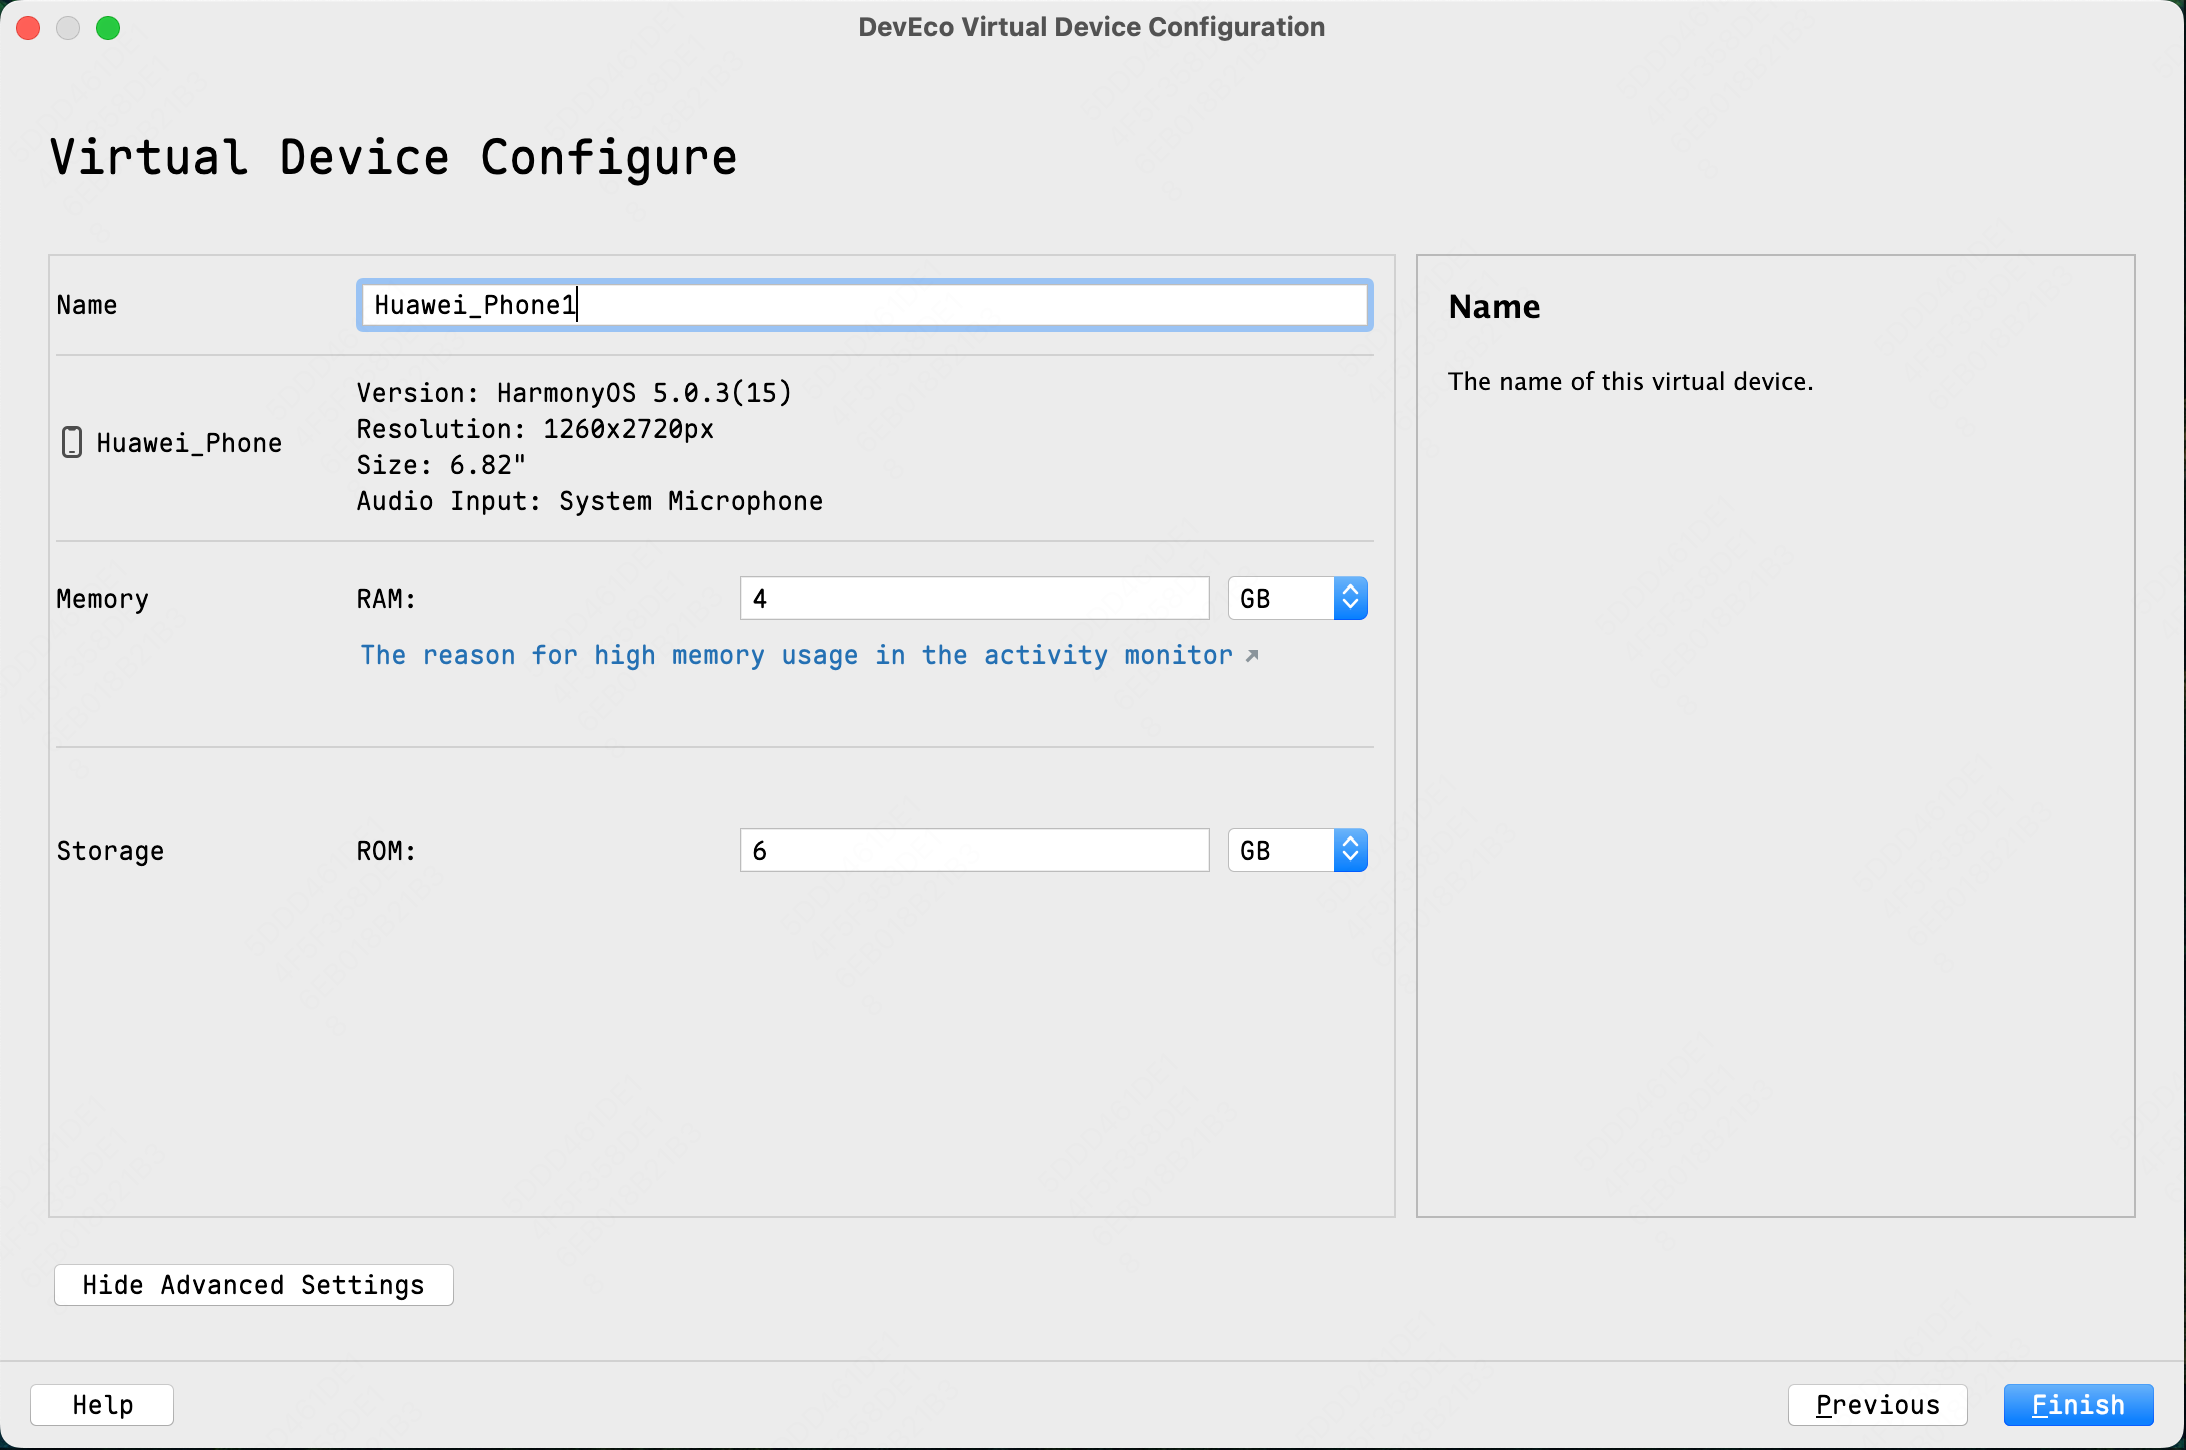 DevEco Virtual Device Configuration
Virtual Device Configure
Name
Huawei_Phone1
Huawei_Phone
Version: HarmonyOS 5.0.3(15)
Resolution: 1260x2720px
Size: 6.82"
Audio Input: System Microphone
Memory
RAM:
4
GB
The reason for high memory usage in the activity monitor
Storage
ROM:
6
GB
Name
The name of this virtual device.
Hide Advanced Settings
Help
Previous
Finish